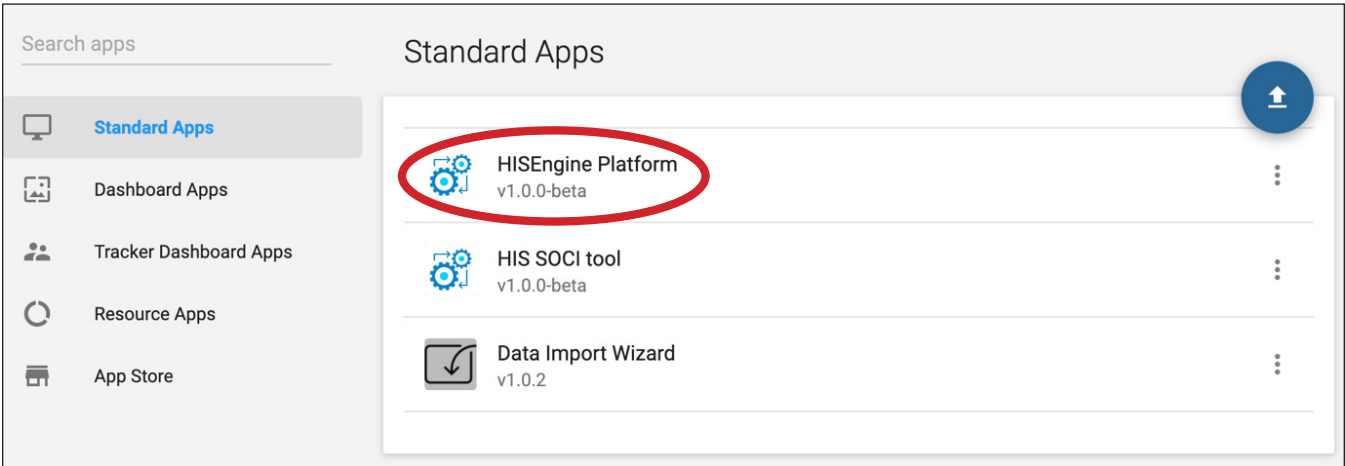 Search apps
Standard Apps
Dashboard Apps
Tracker Dashboard Apps
Resource Apps
App Store
Standard Apps
HISEngine Platform
v1.0.0-beta
HIS SOCI tool
v1.0.0-beta
Data Import Wizard
v1.0.2